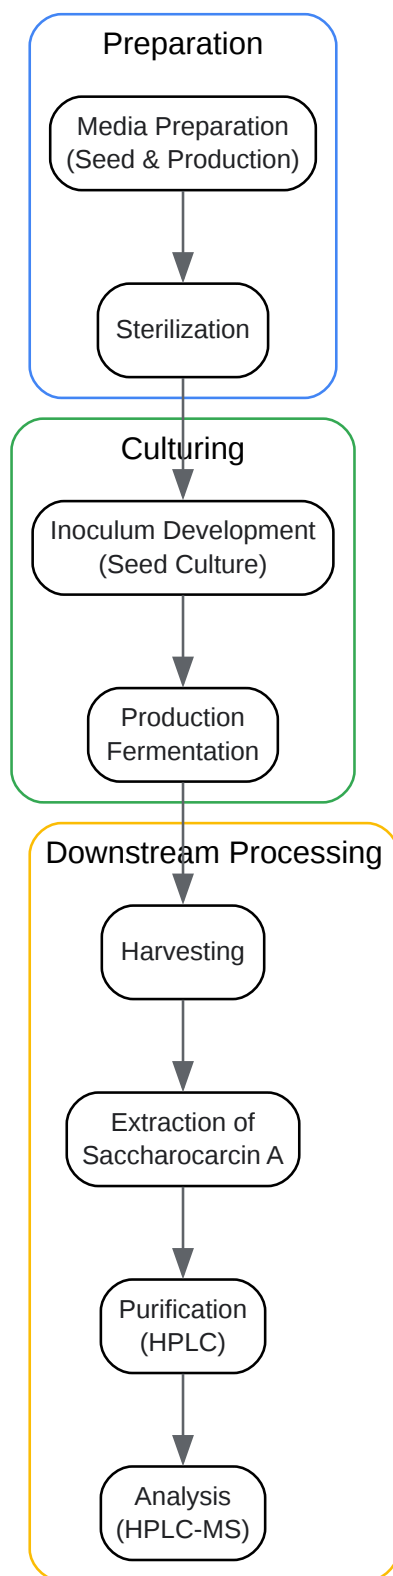 Preparation
Media Preparation
(Seed & Production)
Sterilization
Culturing
Inoculum Development
(Seed Culture)
Production
Fermentation
Downstream Processing
Harvesting
Extraction of
Saccharocarcin A
Purification
(HPLC)
Analysis
(HPLC-MS)